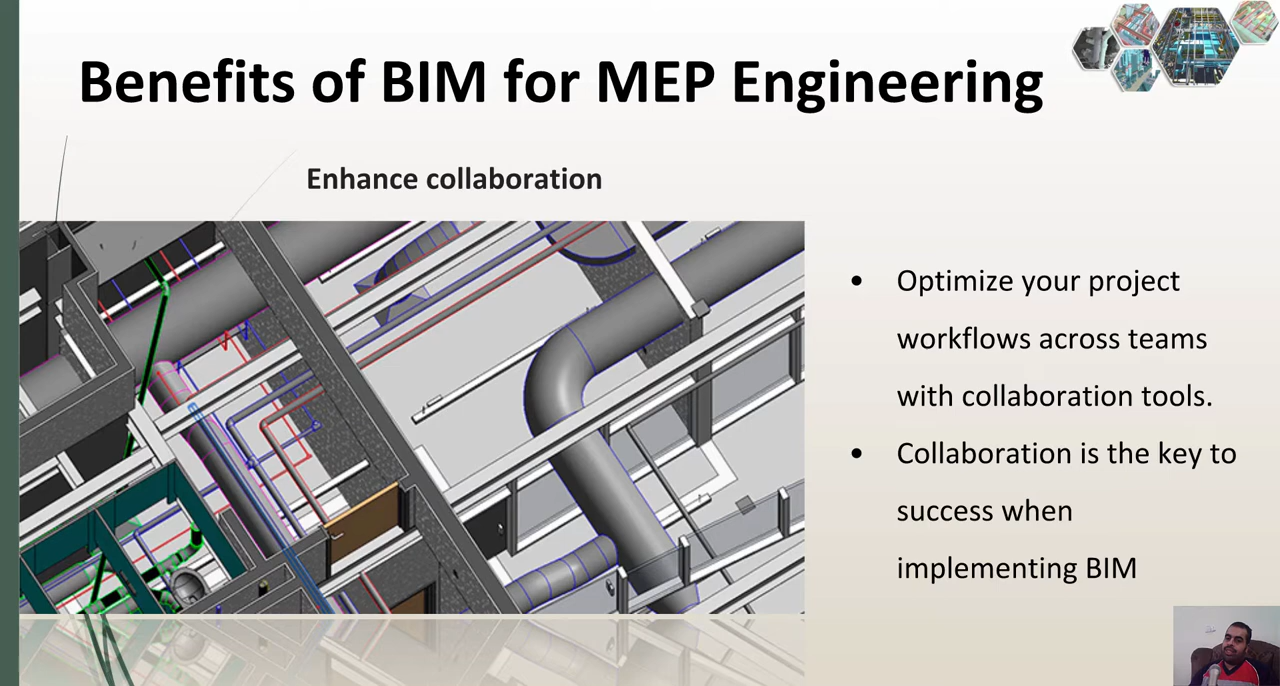 Benefits of BIM for MEP Engineering
Enhance collaboration
• Optimize your project
workflows across teams
with collaboration tools.
• Collaboration is the key to
success when
implementing BIM